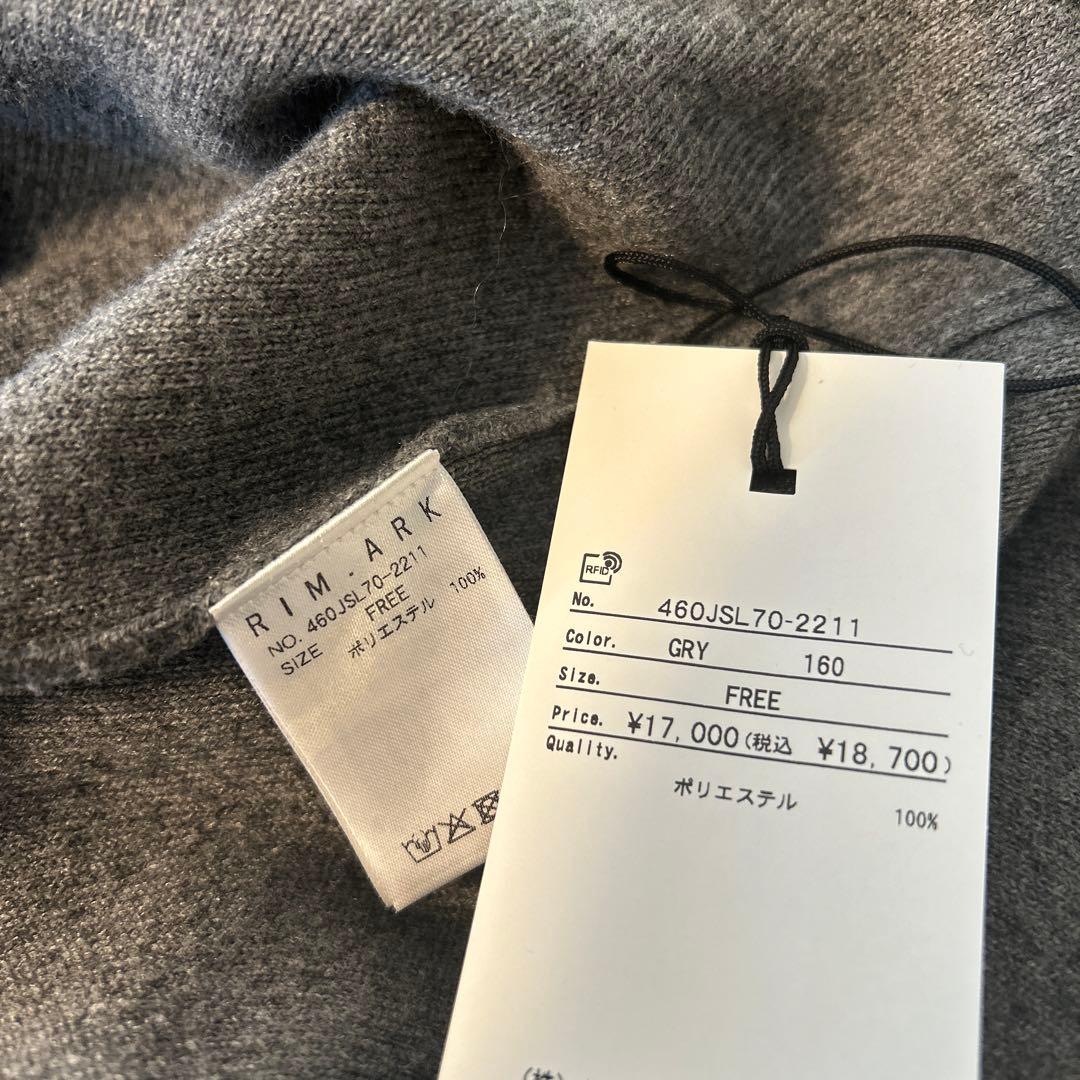 RIM.ARK
NO. 460JSL70-2211
SIZE FREE
ポリエステル 100%
RFID
No. 460JSL70-2211
Color. GRY 160
Size. FREE
Price. ¥17,000(税込 ¥18,700)
Quality.
ポリエステル 100%
(株)